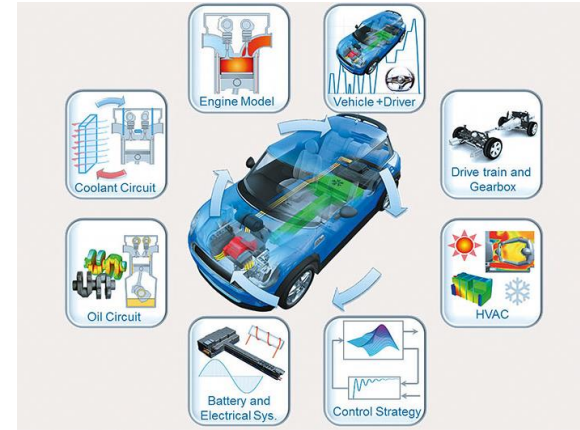 Engine Model
Vehicle +Driver
Coolant Circuit
Drive train and
Gearbox
Oil Circuit
HVAC
Battery and
Electrical Sys.
Control Strategy